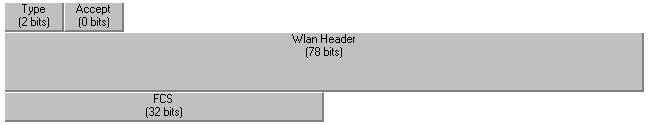 Type Accept
(2 bits) (0 bits)
Wlan Header
(78 bits)
FCS
(32 bits)